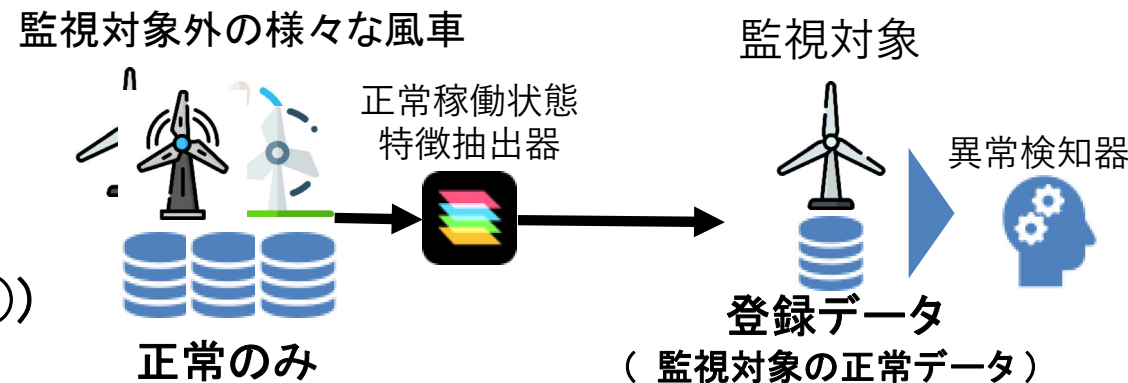 監視対象外の様々な風車
監視対象
正常稼働状態
特徴抽出器
異常検知器
))
正常のみ
登録データ
( 監視対象の正常データ )